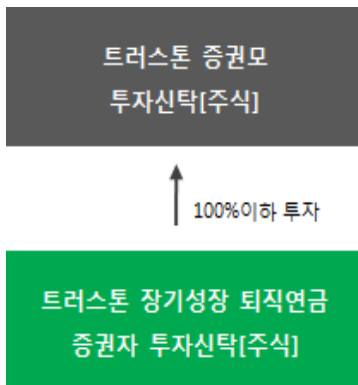 트러스톤 증권모
투자신탁[주식]
100%이하 투자
트러스톤 장기성장 퇴직연금
증권자 투자신탁[주식]